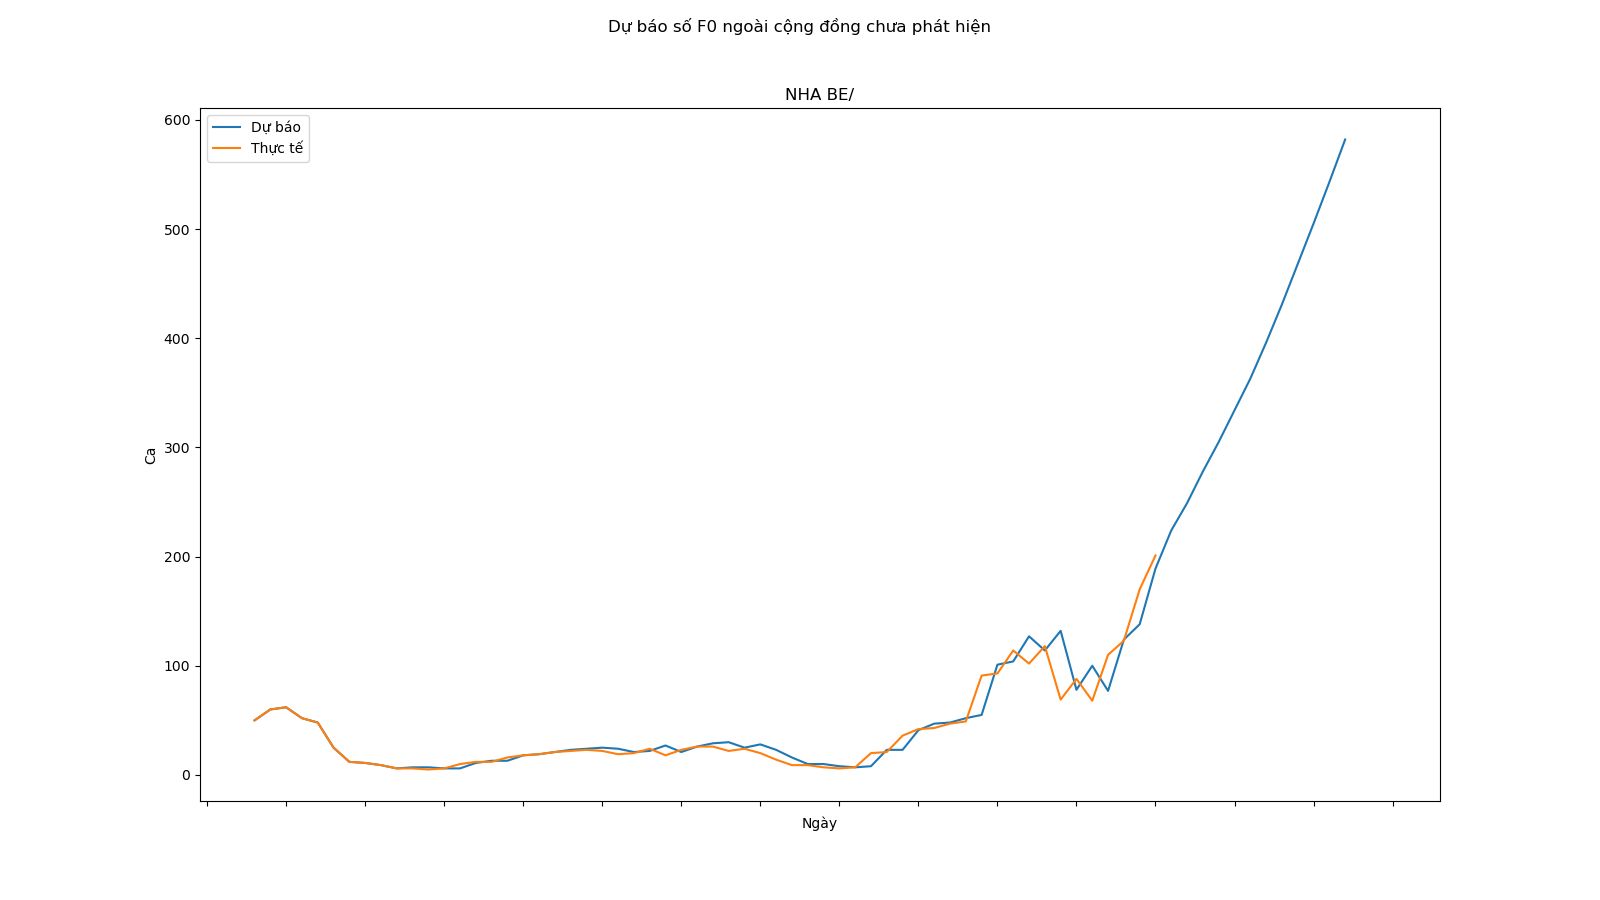 Dự báo số F0 ngoài cộng đồng chưa phát hiện
NHA BE/
Dự báo
Thực tế
600
500
400
300
200
100
0
Ca
Ngày